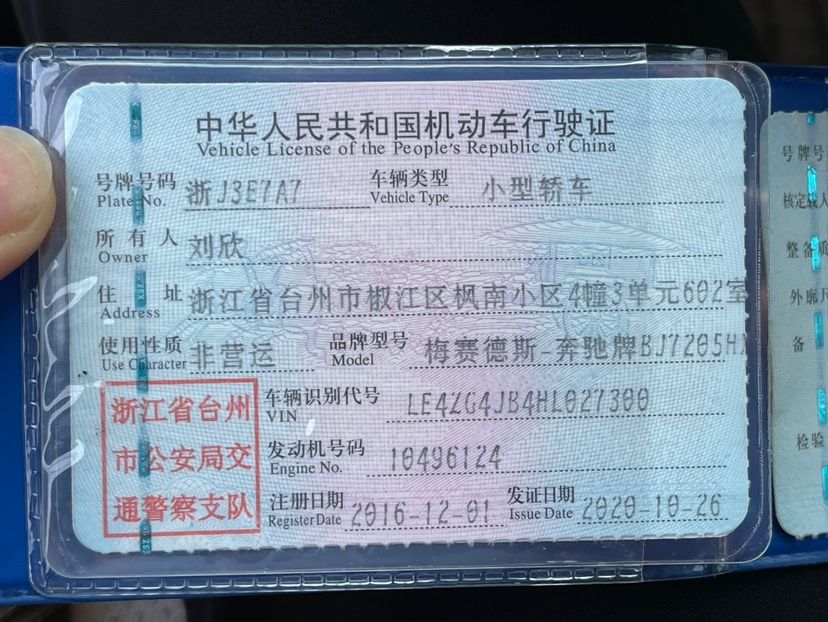 中华人民共和国机动车行驶证
Vehicle License of the People's Republic of China
号牌号码 浙J3E7A7 车辆类型 小型轿车
Plate No. Vehicle Type
所有人 刘欣
Owner
住址 浙江省台州市椒江区枫南小区4幢3单元602室
Address
使用性质 非营运 品牌型号 梅赛德斯-奔驰牌BJ7205H
Use Character Model
浙江省台州
市公安局交
通警察支队
车辆识别代号 LE4ZG4JB4HL027300
VIN
发动机号码 10496124
Engine No.
注册日期 2016-12-01 发证日期 2020-10-26
Register Date Issue Date
号牌号
核定载人
整备质
外廓尺
备
检验